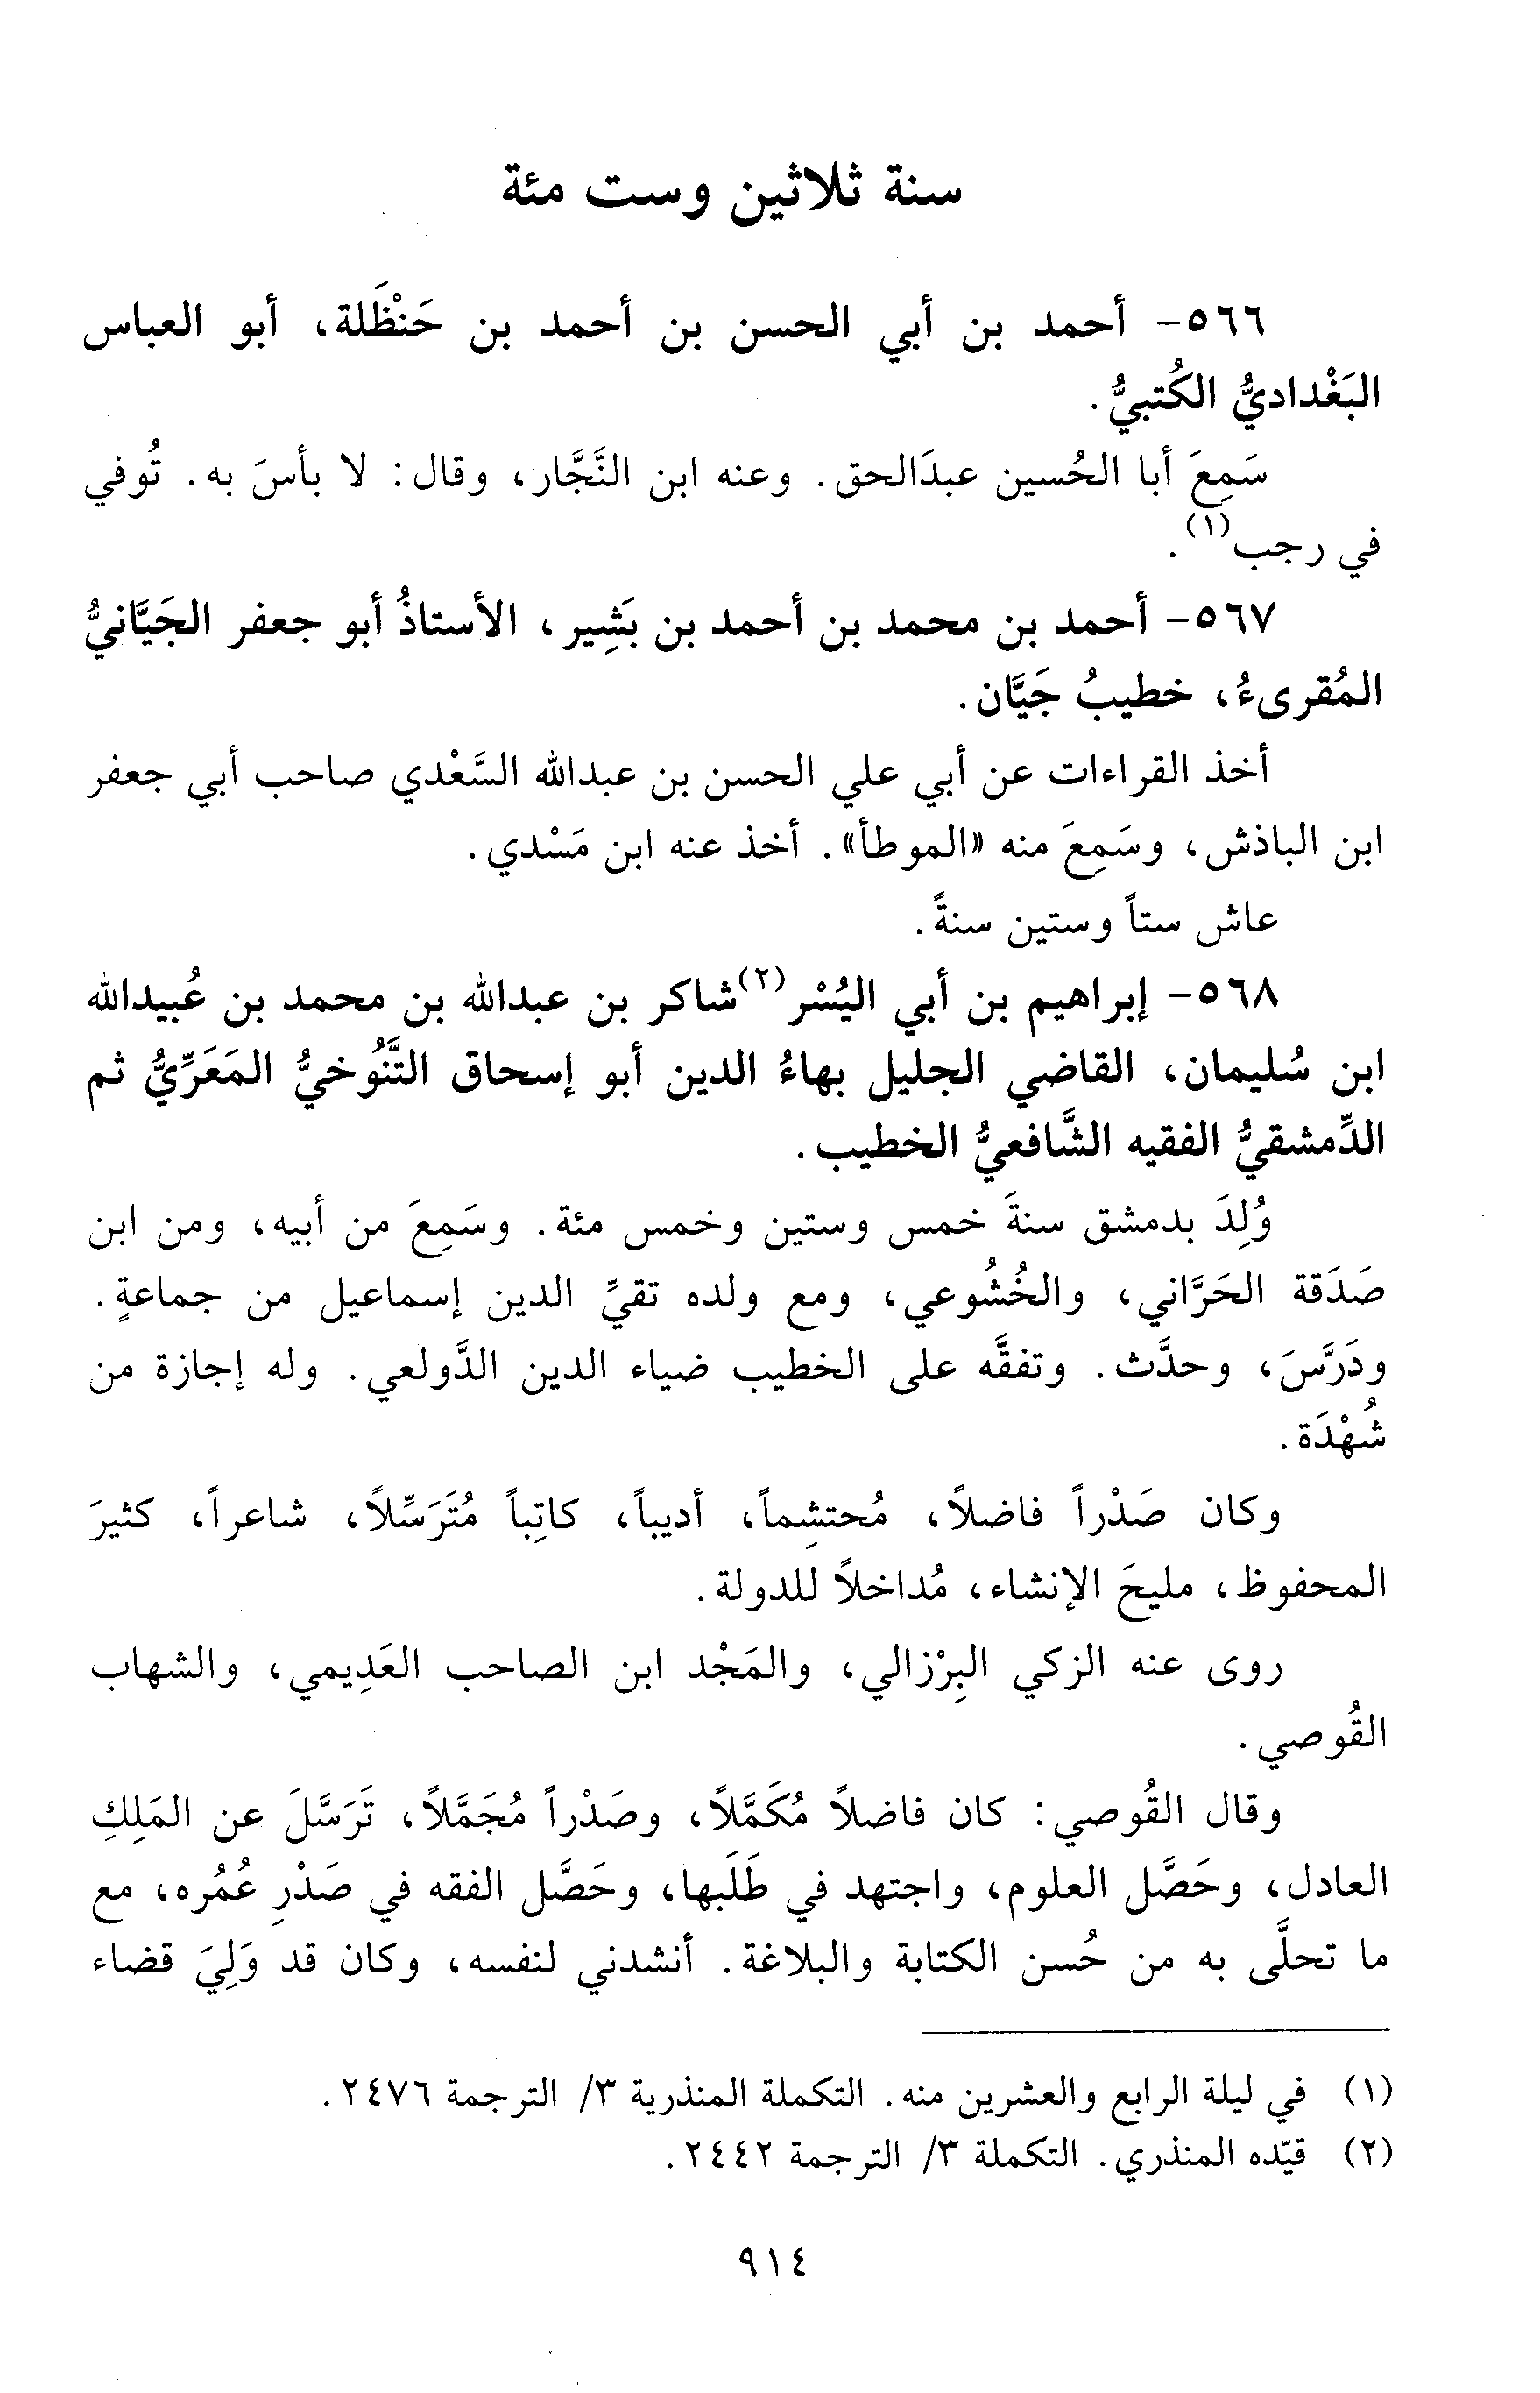 سنة ثلاثين وست مئة
٥٦٦- أحمد بن أبي الحسن بن أحمد بن حَنْظَلة، أبو العباس
البَغْداديُّ الكُتبيُّ.
سَمِعَ أبا الحُسين عبدَالحق. وعنه ابن النَّجَّار، وقال: لا بأسَ به. تُوفي
في رجب(١).
٥٦٧- أحمد بن محمد بن أحمد بن بَشِير، الأستاذُ أبو جعفر الجَيَّانيُّ
المُقرىءُ، خطيبُ جَيَّان.
أخذ القراءات عن أبي علي الحسن بن عبدالله السَّعْدي صاحب أبي جعفر
ابن الباذش، وسَمِعَ منه «الموطأ». أخذ عنه ابن مَسْدي.
عاش ستاً وستين سنةً.
٥٦٨- إبراهيم بن أبي اليُسْر(٢) شاكر بن عبدالله بن محمد بن عُبيدالله
ابن سُليمان، القاضي الجليل بهاءُ الدين أبو إسحاق التَّنُوخيُّ المَعَرِّيُّ ثم
الدِّمشقيُّ الفقيه الشَّافعيُّ الخطيب.
وُلِدَ بدمشق سنةَ خمس وستين وخمس مئة. وسَمِعَ من أبيه، ومن ابن
صَدَقة الحَرَّاني، والخُشُوعي، ومع ولده تقيِّ الدين إسماعيل من جماعةٍ.
ودَرَّسَ، وحدَّث. وتفقَّه على الخطيب ضياء الدين الدَّولعي. وله إجازة من
شُهْدَة.
وكان صَدْراً فاضلاً، مُحتشِماً، أديباً، كاتِباً مُتَرَسِّلاً، شاعراً، كثيرَ
المحفوظ، مليحَ الإنشاء، مُداخلاً للدولة.
روى عنه الزكي البِرْزالي، والمَجْد ابن الصاحب العَدِيمي، والشهاب
القُوصي.
وقال القُوصي: كان فاضلاً مُكَمَّلاً، وصَدْراً مُجَمَّلاً، تَرَسَّلَ عن المَلِكِ
العادل، وحَصَّل العلوم، واجتهد في طَلَبها، وحَصَّل الفقه في صَدْرِ عُمُره، مع
ما تحلَّى به من حُسن الكتابة والبلاغة. أنشدني لنفسه، وكان قد وَلِيَ قضاء
(١) في ليلة الرابع والعشرين منه. التكملة المنذرية ٣/ الترجمة ٢٤٧٦.
(٢) قيّده المنذري. التكملة ٣/ الترجمة ٢٤٤٢.
٩١٤